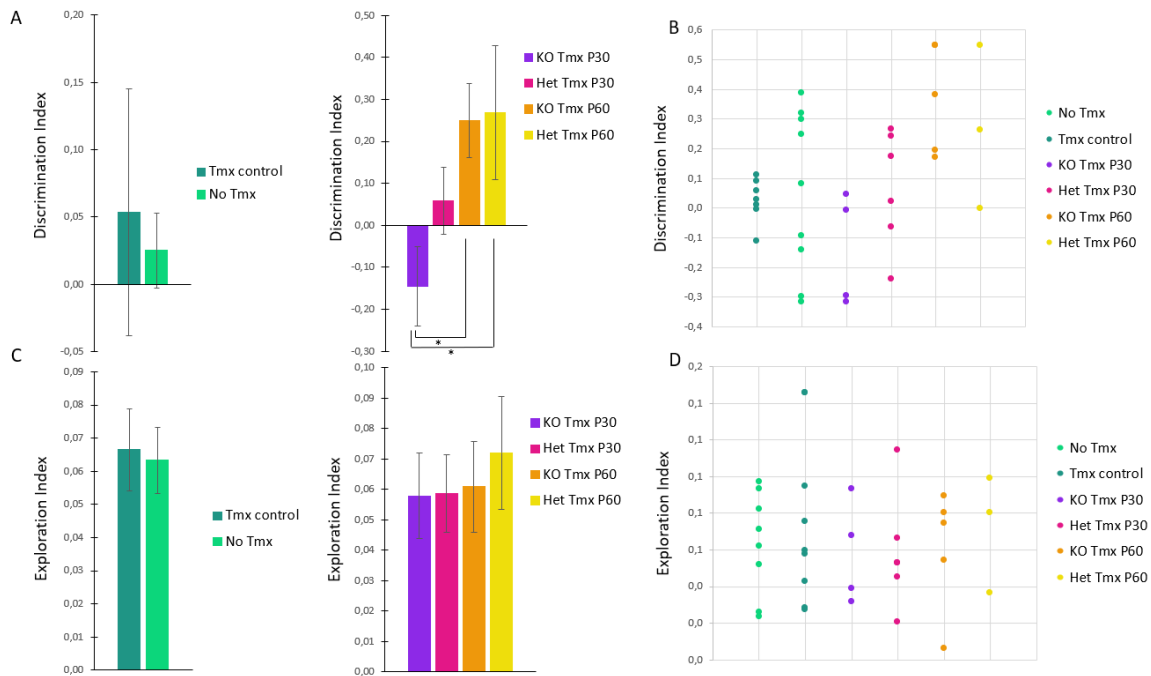 A
Discrimination Index
0,20
0,15
0,10
0,05
0,00
-0,05
Tmx control
No Tmx
Discrimination Index
0,50
0,40
0,30
0,20
0,10
0,00
-0,10
-0,20
-0,30
*
*
KO Tmx P30
Het Tmx P30
KO Tmx P60
Het Tmx P60
B
Discrimination Index
0,6
0,5
0,4
0,3
0,2
0,1
0,0
-0,1
-0,2
-0,3
-0,4
No Tmx
Tmx control
KO Tmx P30
Het Tmx P30
KO Tmx P60
Het Tmx P60
C
Exploration Index
0,09
0,08
0,07
0,06
0,05
0,04
0,03
0,02
0,01
0,00
Tmx control
No Tmx
Exploration Index
0,10
0,09
0,08
0,07
0,06
0,05
0,04
0,03
0,02
0,01
0,00
KO Tmx P30
Het Tmx P30
KO Tmx P60
Het Tmx P60
D
Exploration Index
0,2
0,1
0,1
0,1
0,1
0,1
0,0
0,0
0,0
No Tmx
Tmx control
KO Tmx P30
Het Tmx P30
KO Tmx P60
Het Tmx P60